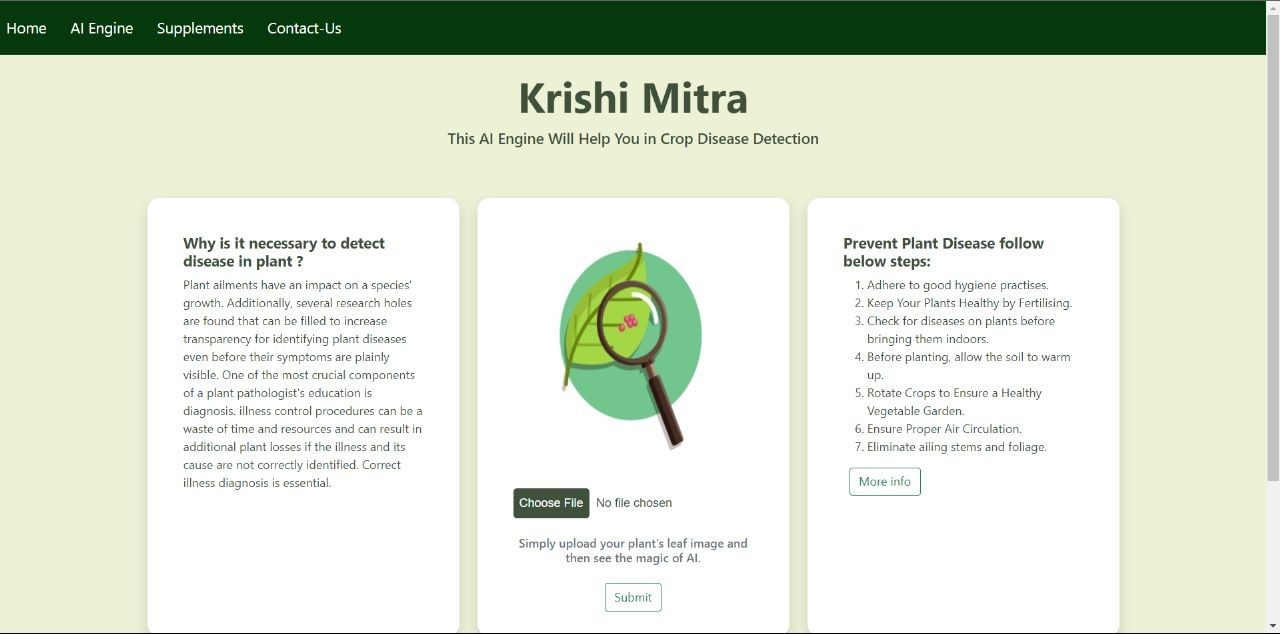 Home AI Engine Supplements Contact-Us
Krishi Mitra
This AI Engine Will Help You in Crop Disease Detection
Why is it necessary to detect
disease in plant ?
Plant ailments have an impact on a species'
growth. Additionally, several research holes
are found that can be filled to increase
transparency for identifying plant diseases
even before their symptoms are plainly
visible. One of the most crucial components
of a plant pathologist's education is
diagnosis. illness control procedures can be a
waste of time and resources and can result in
additional plant losses if the illness and its
cause are not correctly identified. Correct
illness diagnosis is essential.
Choose File No file chosen
Simply upload your plant's leaf image and
then see the magic of AI.
Submit
Prevent Plant Disease follow
below steps:
1. Adhere to good hygiene practises.
2. Keep Your Plants Healthy by Fertilising.
3. Check for diseases on plants before
bringing them indoors.
4. Before planting, allow the soil to warm
up.
5. Rotate Crops to Ensure a Healthy
Vegetable Garden.
6. Ensure Proper Air Circulation.
7. Eliminate ailing stems and foliage.
More info